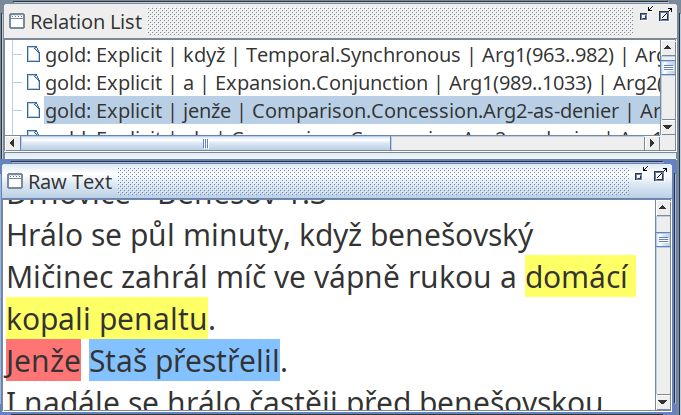 Relation List
gold: Explicit | když | Temporal.Synchronous | Arg1(963..982) | Arg
gold: Explicit | a | Expansion.Conjunction | Arg1(989..1033) | Arg2(
gold: Explicit | jenže | Comparison.Concession.Arg2-as-denier | Ar
Raw Text
Drnovice - Benešov 1:3
Hrálo se půl minuty, když benešovský
Mičinec zahrál míč ve vápně rukou a domácí
kopali penaltu.
Jenže Staš přestřelil.
I nadále se hrálo častěji před benešovskou